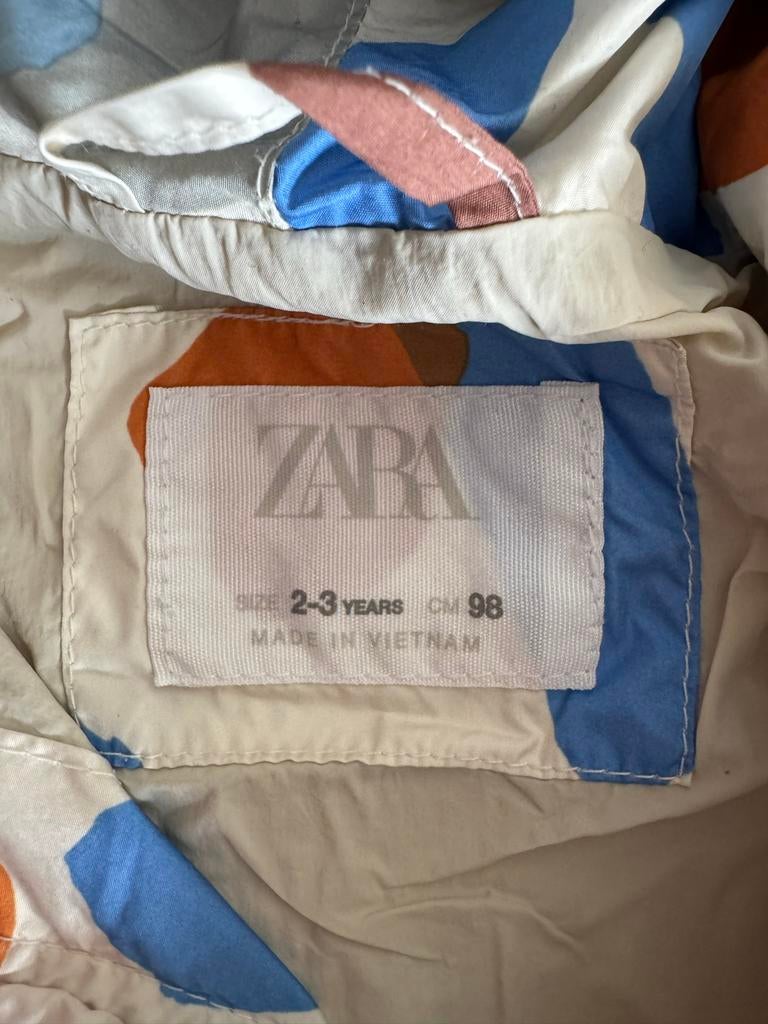 ZARA
SIZE 2-3 YEARS CM 98
MADE IN VIETNAM